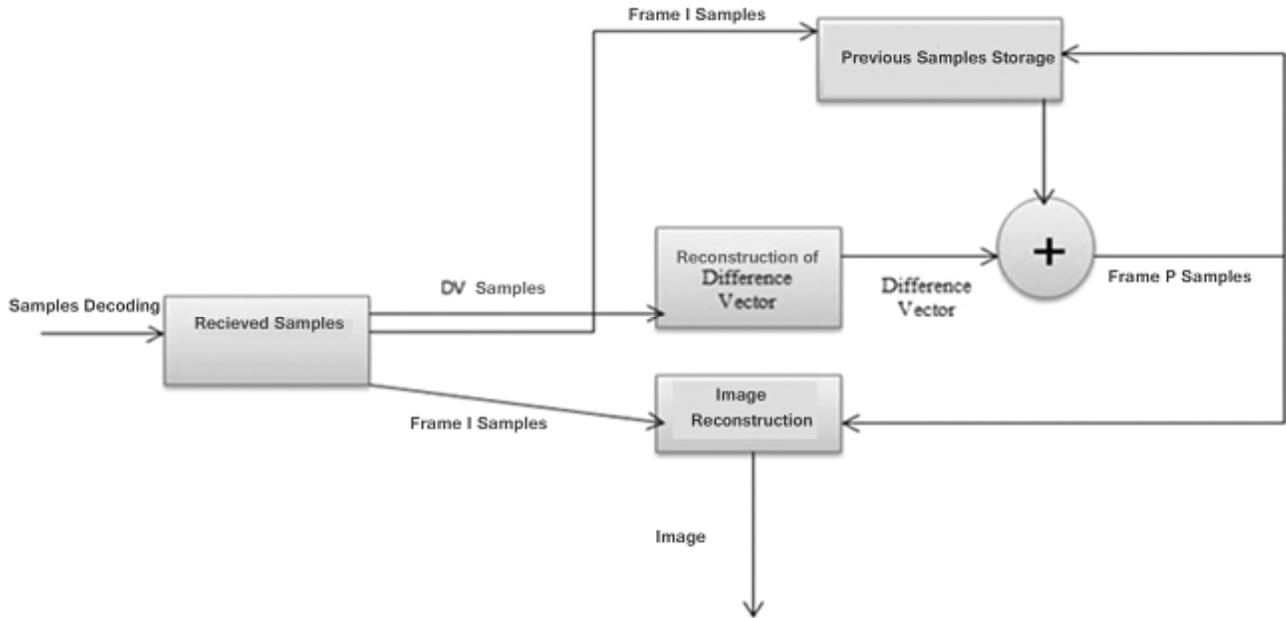 Frame I Samples
Previous Samples Storage
Reconstruction of
Difference
Vector
DV Samples
Difference
Vector
Frame P Samples
Samples Decoding
Recieved Samples
Image
Reconstruction
Frame I Samples
Image
+